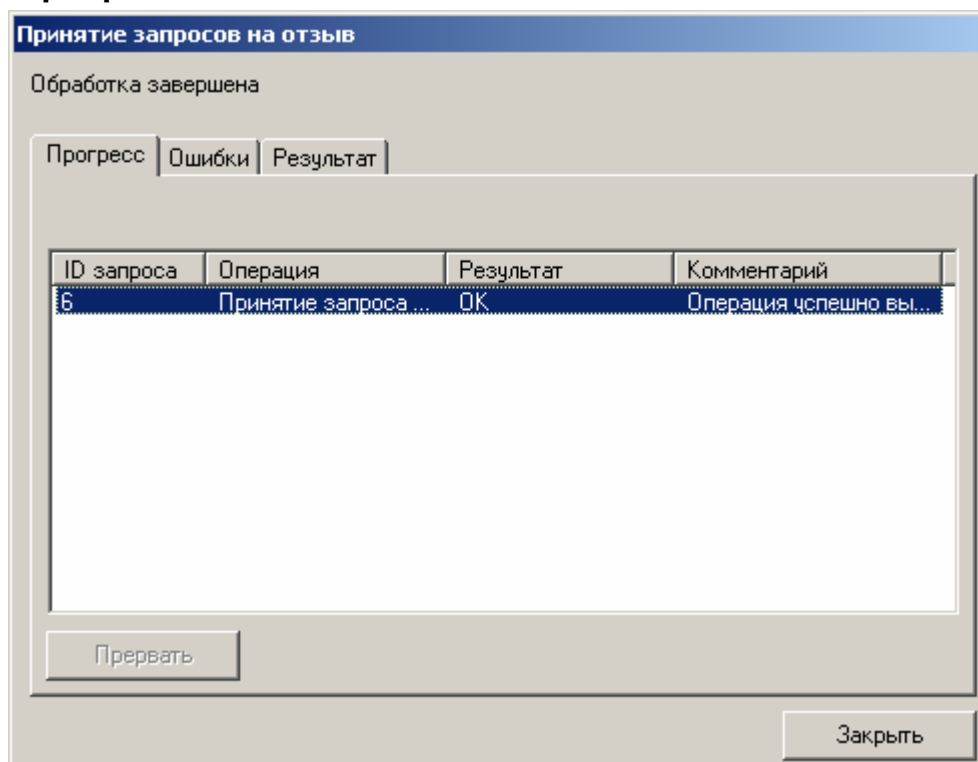 Принятие запросов на отзыв
Обработка завершена
Прогресс Ошибки Результат
ID запроса Операция Результат Комментарий
6 Принятие запроса ... OK Операция успешно вы...
Прервать
Закрыть